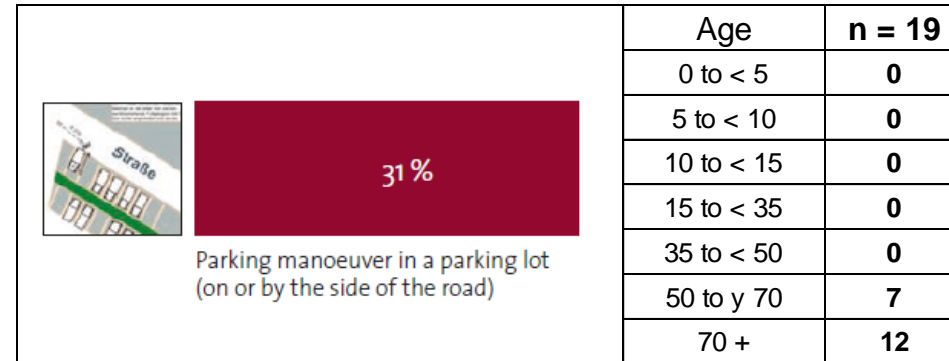 Straße
31 %
Parking manoeuver in a parking lot
(on or by the side of the road)
Age n = 19
0 to < 5 0
5 to < 10 0
10 to < 15 0
15 to < 35 0
35 to < 50 0
50 to y 70 7
70 + 12